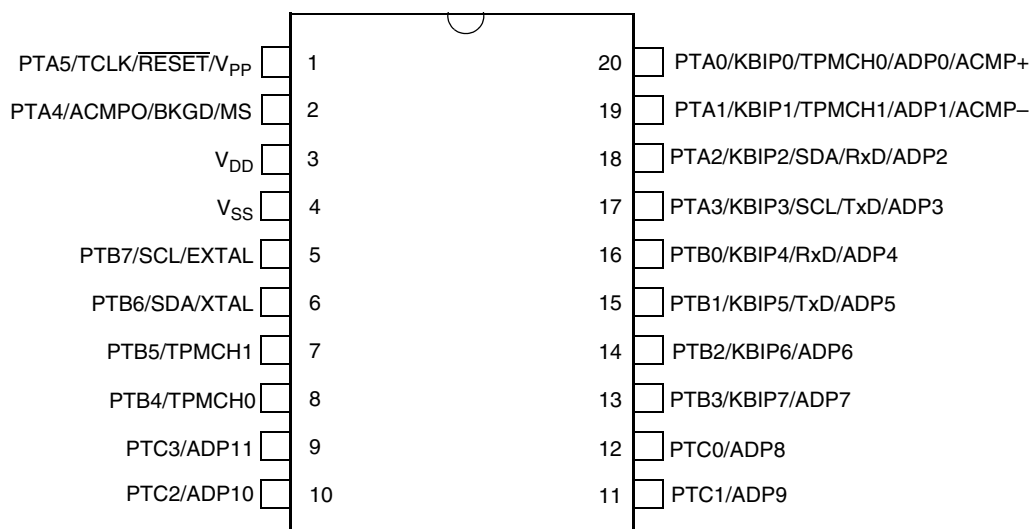 PTA5/TCLK/RESET/VPP 1 20 PTA0/KBIP0/TPMCH0/ADP0/ACMP+
PTA4/ACMPO/BKGD/MS 2 19 PTA1/KBIP1/TPMCH1/ADP1/ACMP–
VDD 3 18 PTA2/KBIP2/SDA/RxD/ADP2
VSS 4 17 PTA3/KBIP3/SCL/TxD/ADP3
PTB7/SCL/EXTAL 5 16 PTB0/KBIP4/RxD/ADP4
PTB6/SDA/XTAL 6 15 PTB1/KBIP5/TxD/ADP5
PTB5/TPMCH1 7 14 PTB2/KBIP6/ADP6
PTB4/TPMCH0 8 13 PTB3/KBIP7/ADP7
PTC3/ADP11 9 12 PTC0/ADP8
PTC2/ADP10 10 11 PTC1/ADP9